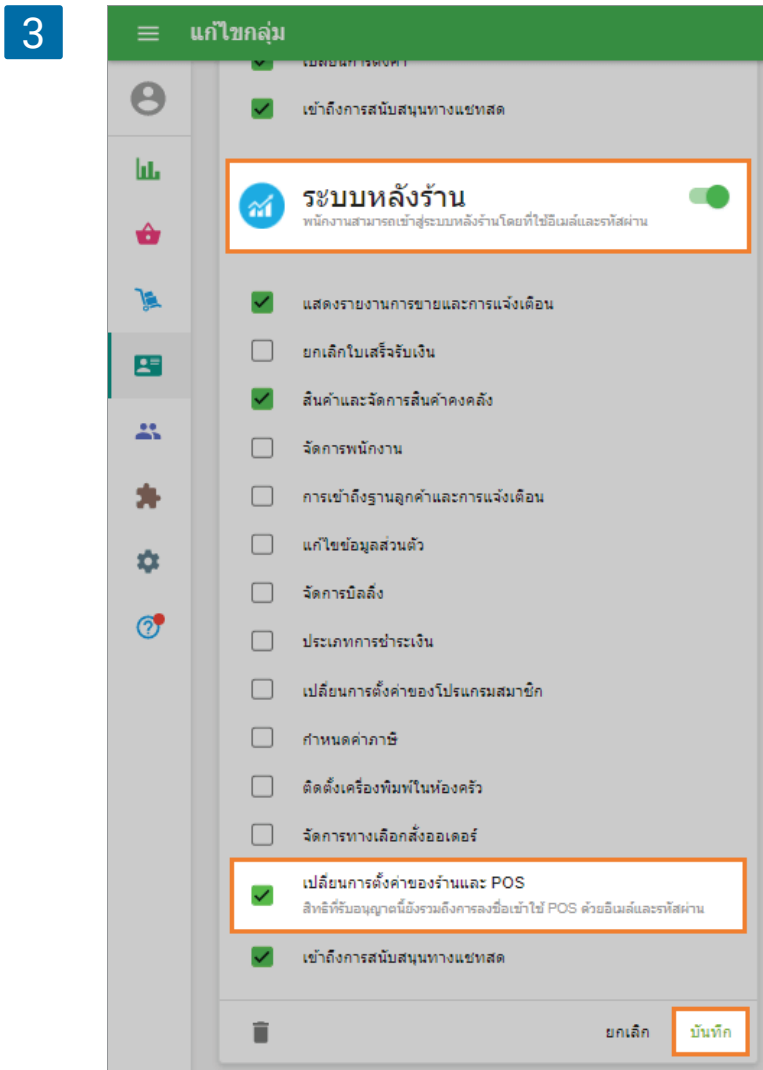 3
แก้ไขกลุ่ม
เปลี่ยนการตั้งค่า
เข้าถึงการสนับสนุนทางแชทสด
ระบบหลังร้าน
พนักงานสามารถเข้าสู่ระบบหลังร้านโดยที่ใช้อีเมล์และรหัสผ่าน
แสดงรายงานการขายและการแจ้งเตือน
ยกเลิกใบเสร็จรับเงิน
สินค้าและจัดการสินค้าคงคลัง
จัดการพนักงาน
การเข้าถึงฐานลูกค้าและการแจ้งเตือน
แก้ไขข้อมูลส่วนตัว
จัดการบิลลิ่ง
ประเภทการชำระเงิน
เปลี่ยนการตั้งค่าของโปรแกรมสมาชิก
กำหนดค่าภาษี
ติดตั้งเครื่องพิมพ์ในห้องครัว
จัดการทางเลือกสั่งออเดอร์
เปลี่ยนการตั้งค่าของร้านและ POS
สิทธิที่รับอนุญาตนี้ยังรวมถึงการลงชื่อเข้าใช้ POS ด้วยอีเมล์และรหัสผ่าน
เข้าถึงการสนับสนุนทางแชทสด
ยกเลิก บันทึก